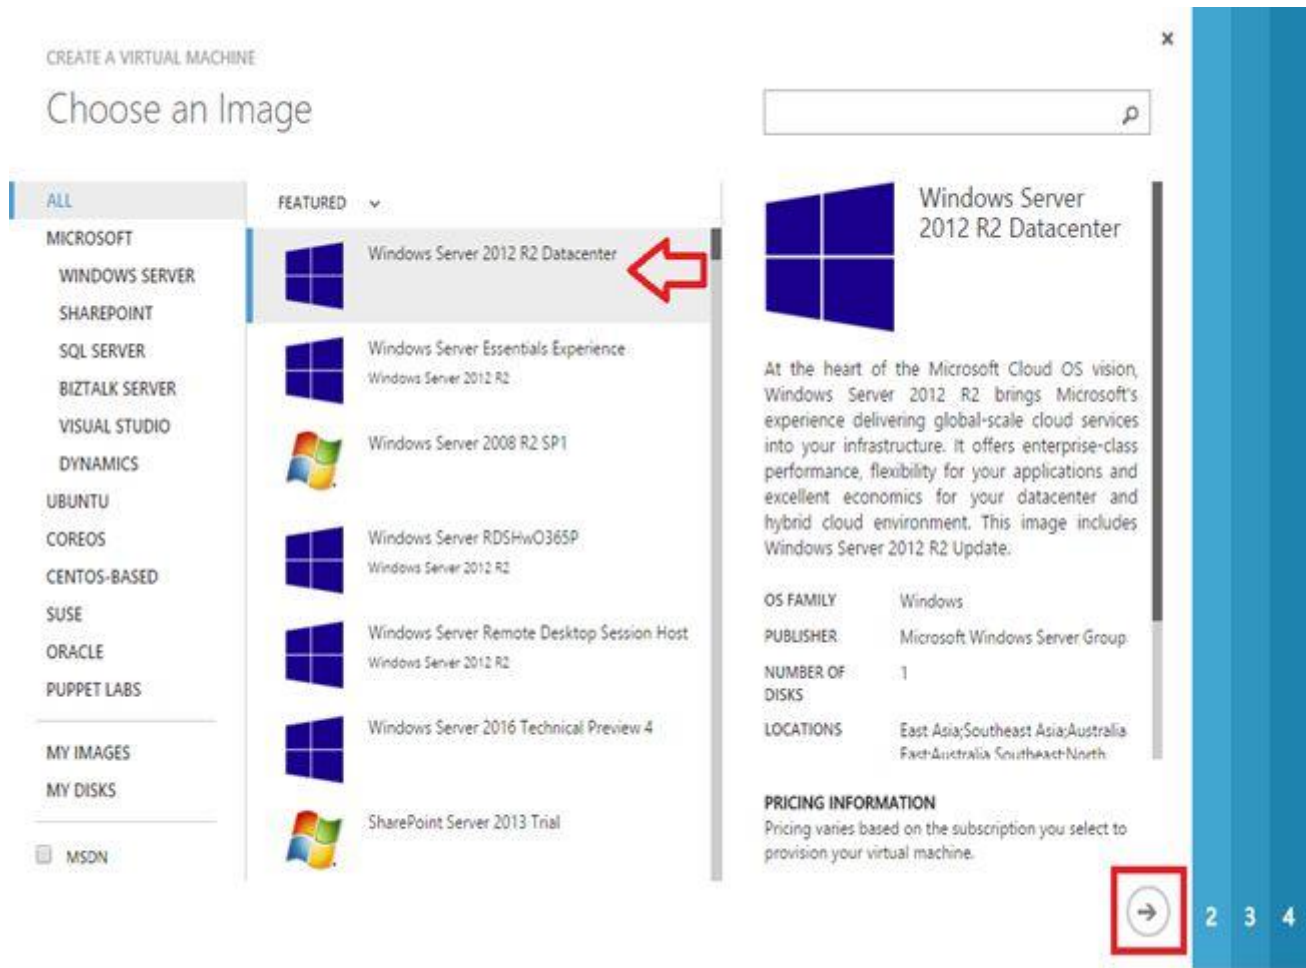 CREATE A VIRTUAL MACHINE
Choose an Image
ALL
MICROSOFT
WINDOWS SERVER
SHAREPOINT
SQL SERVER
BIZTALK SERVER
VISUAL STUDIO
DYNAMICS
UBUNTU
COREOS
CENTOS-BASED
SUSE
ORACLE
PUPPET LABS
MY IMAGES
MY DISKS
MSDN
FEATURED
Windows Server 2012 R2 Datacenter
Windows Server Essentials Experience
Windows Server 2012 R2
Windows Server 2008 R2 SP1
Windows Server RDSHwO365P
Windows Server 2012 R2
Windows Server Remote Desktop Session Host
Windows Server 2012 R2
Windows Server 2016 Technical Preview 4
SharePoint Server 2013 Trial
Windows Server
2012 R2 Datacenter
At the heart of the Microsoft Cloud OS vision,
Windows Server 2012 R2 brings Microsoft's
experience delivering global-scale cloud services
into your infrastructure. It offers enterprise-class
performance, flexibility for your applications and
excellent economics for your datacenter and
hybrid cloud environment. This image includes
Windows Server 2012 R2 Update.
OS FAMILY Windows
PUBLISHER Microsoft Windows Server Group
NUMBER OF 1
DISKS
LOCATIONS East Asia;Southeast Asia;Australia
East;Australia Southeast;North
PRICING INFORMATION
Pricing varies based on the subscription you select to
provision your virtual machine.
2 3 4